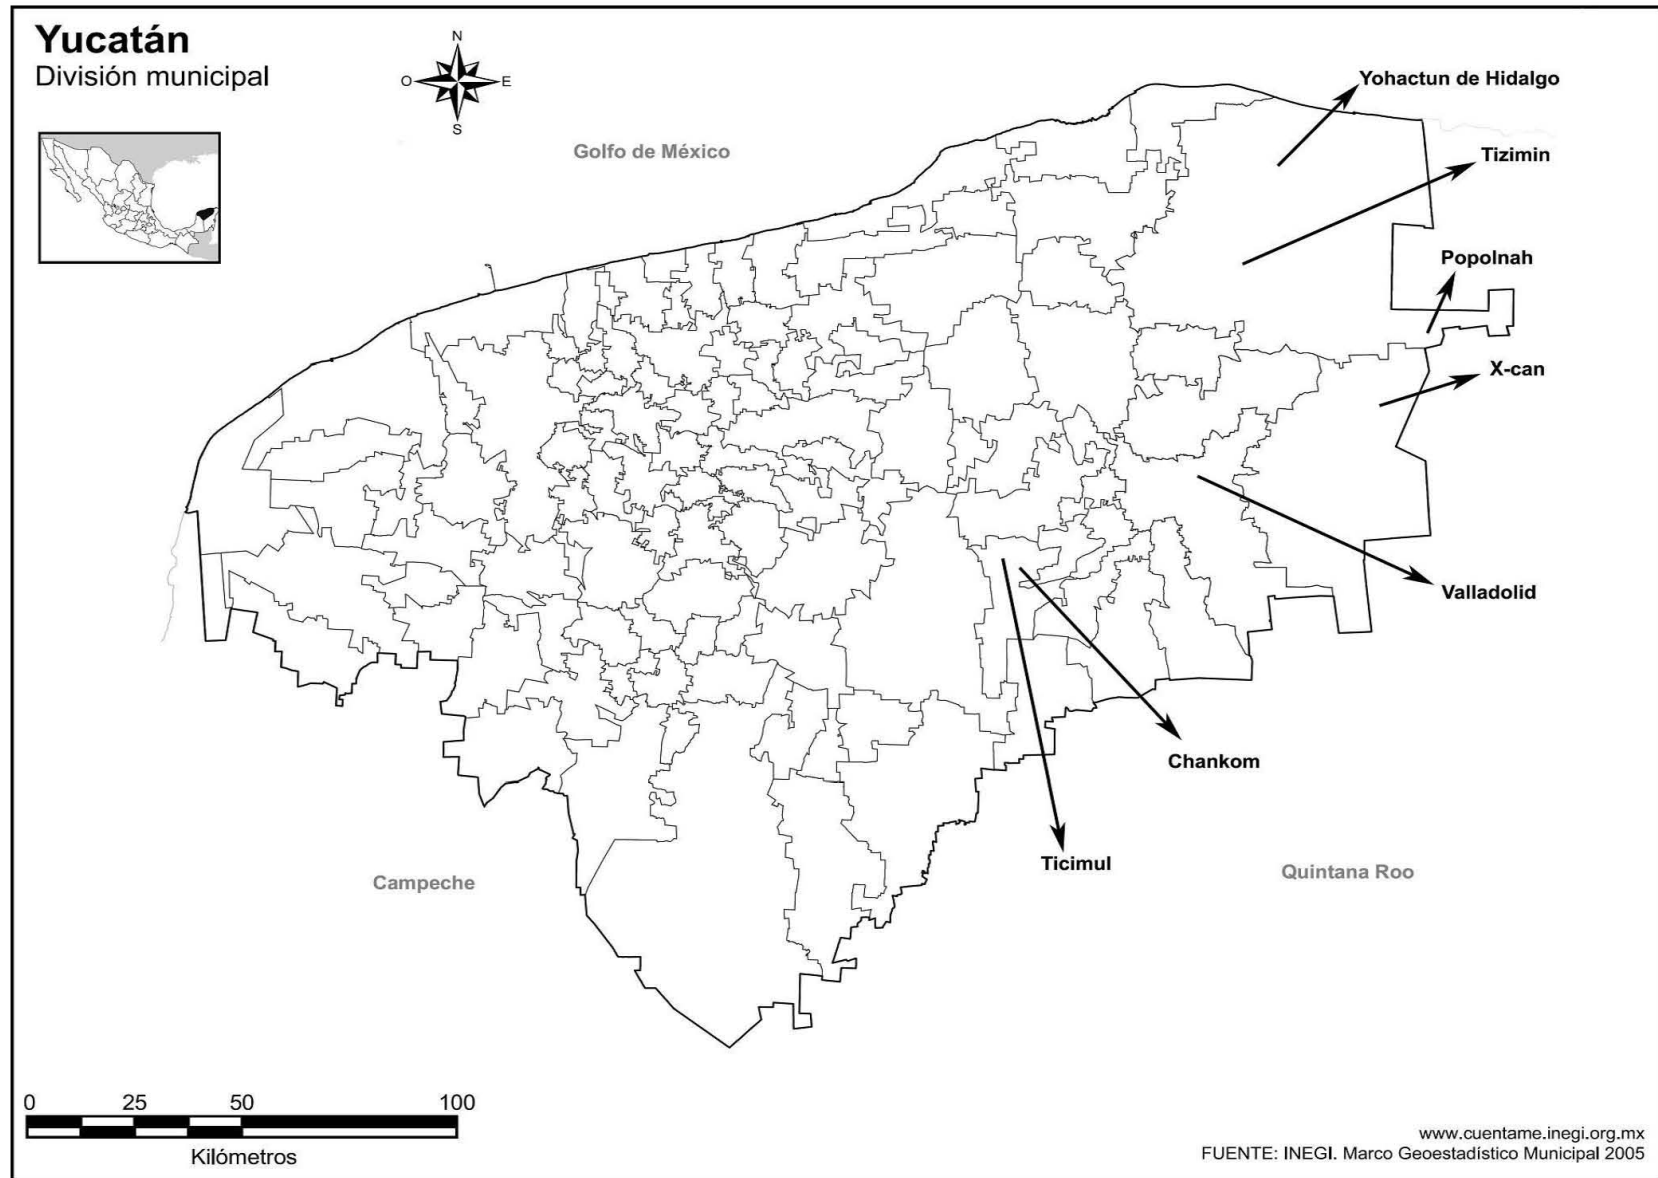 Yucatán
División municipal
N
O
E
S
Golfo de México
Yohactun de Hidalgo
Tizimin
Popolnah
X-can
Valladolid
Chankom
Ticimul
Campeche
Quintana Roo
0 25 50 100
Kilómetros
www.cuentame.inegi.org.mx
FUENTE: INEGI. Marco Geoestadístico Municipal 2005